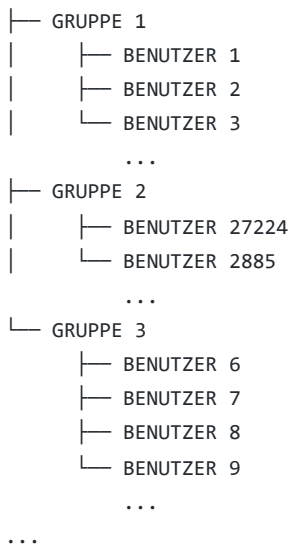 ├── GRUPPE 1
│     ├── BENUTZER 1
│     ├── BENUTZER 2
│     └── BENUTZER 3
          ...
├── GRUPPE 2
│     ├── BENUTZER 27224
│     └── BENUTZER 2885
          ...
└── GRUPPE 3
      ├── BENUTZER 6
      ├── BENUTZER 7
      ├── BENUTZER 8
      └── BENUTZER 9
          ...
...